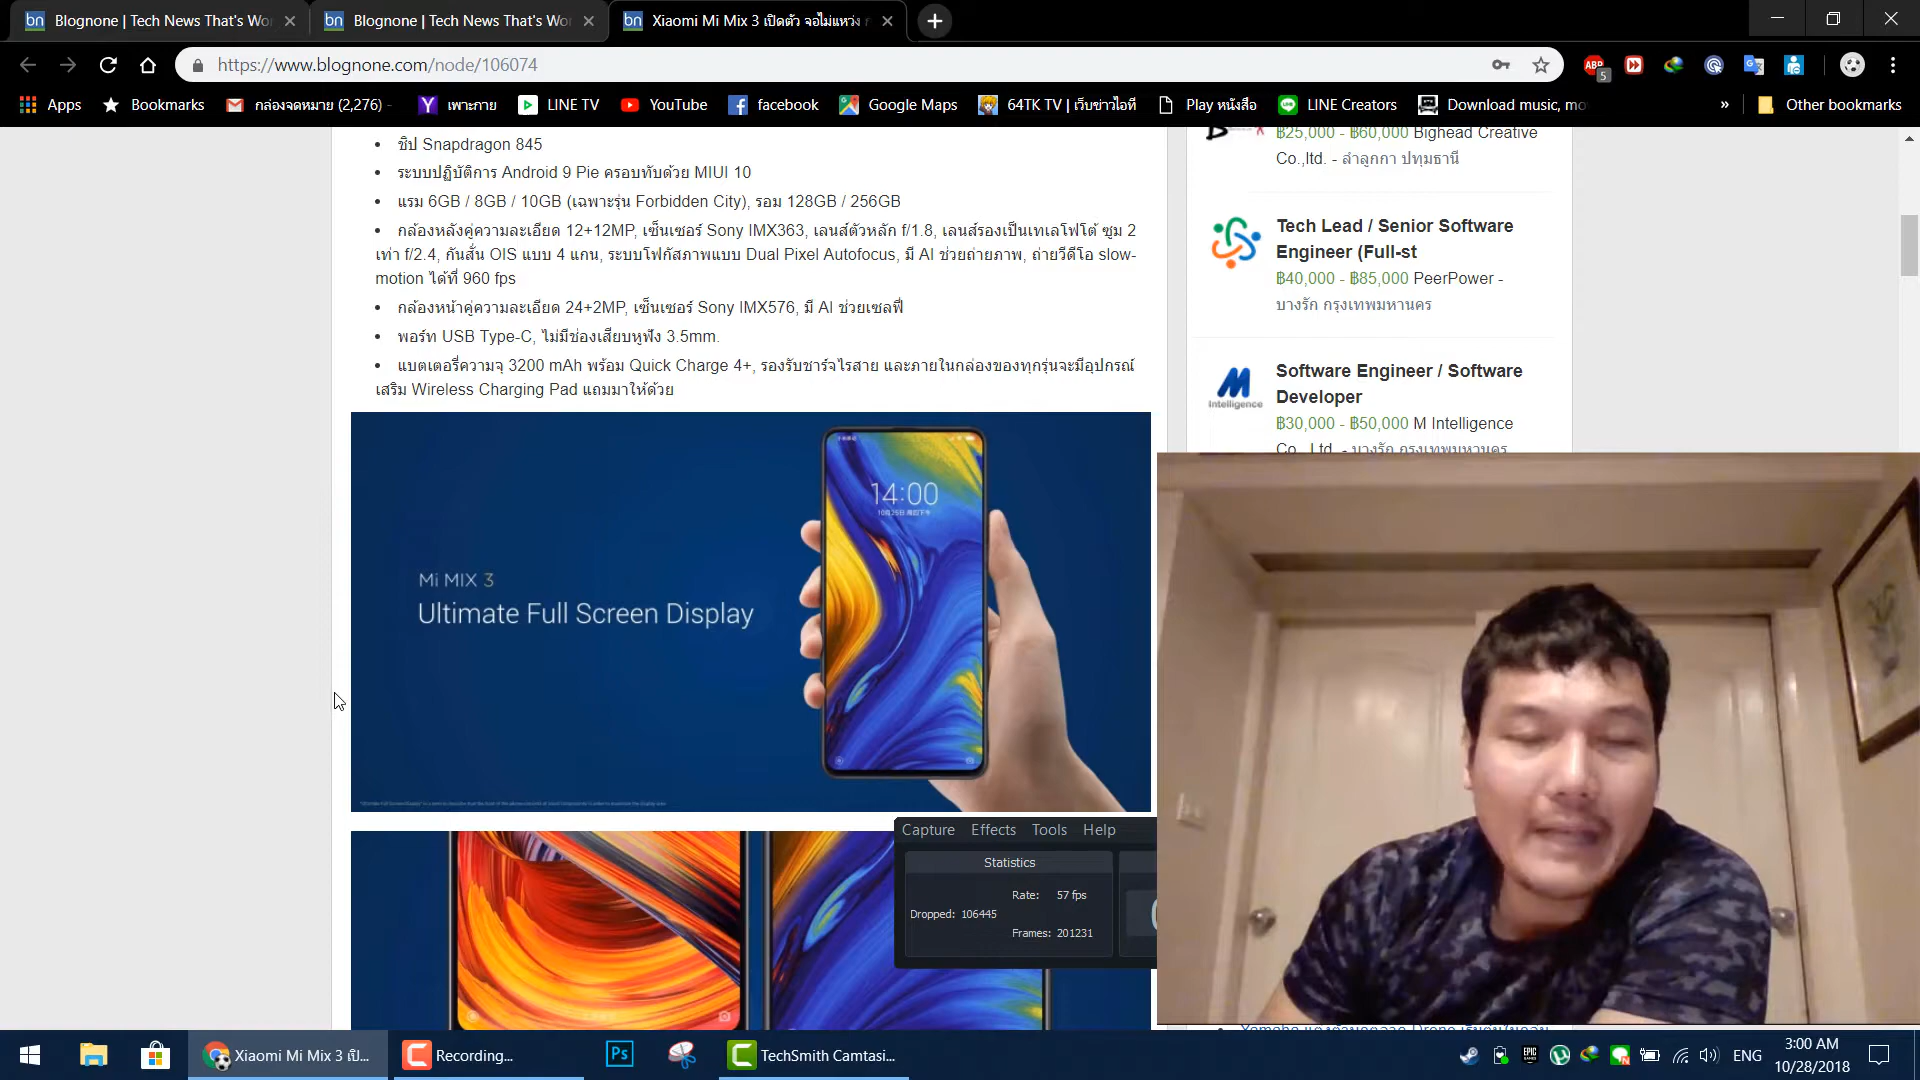 Blognone | Tech News That's Wo
Blognone | Tech News That's Wo
Xiaomi Mi Mix 3 เปิดตัว จอไม่แหว่ง
https://www.blognone.com/node/106074
ABP
5
Apps
Bookmarks
กล่องจดหมาย (2,276) -
เพาะกาย
LINE TV
YouTube
facebook
Google Maps
64TK TV | เว็บข่าวไอที
Play หนังสือ
LINE Creators
Download music, mo
»
Other bookmarks
• ชิป Snapdragon 845
• ระบบปฏิบัติการ Android 9 Pie ครอบทับด้วย MIUI 10
• แรม 6GB / 8GB / 10GB (เฉพาะรุ่น Forbidden City), รอม 128GB / 256GB
• กล้องหลังคู่ความละเอียด 12+12MP, เซ็นเซอร์ Sony IMX363, เลนส์ตัวหลัก f/1.8, เลนส์รองเป็นเทเลโฟโต้ ซูม 2
เท่า f/2.4, กันสั่น OIS แบบ 4 แกน, ระบบโฟกัสภาพแบบ Dual Pixel Autofocus, มี AI ช่วยถ่ายภาพ, ถ่ายวีดีโอ slow-
motion ได้ที่ 960 fps
• กล้องหน้าคู่ความละเอียด 24+2MP, เซ็นเซอร์ Sony IMX576, มี AI ช่วยเซลฟี่
• พอร์ท USB Type-C, ไม่มีช่องเสียบหูฟัง 3.5mm.
• แบตเตอรี่ความจุ 3200 mAh พร้อม Quick Charge 4+, รองรับชาร์จไรสาย และภายในกล่องของทุกรุ่นจะมีอุปกรณ์
เสริม Wireless Charging Pad แถมมาให้ด้วย
Mi MIX 3
Ultimate Full Screen Display
14:00
฿25,000 - ฿60,000 Bighead Creative
Co.,ltd. - ลำลูกกา ปทุมธานี
Tech Lead / Senior Software
Engineer (Full-st
฿40,000 - ฿85,000 PeerPower -
บางรัก กรุงเทพมหานคร
Software Engineer / Software
Developer
฿30,000 - ฿50,000 M Intelligence
Co., Ltd. - บางรัก กรุงเทพมหานคร
Intelligence
Capture Effects Tools Help
Statistics
Rate: 57 fps
Dropped: 106445
Frames: 201231
Xiaomi Mi Mix 3 เปิ...
Recording...
Ps
TechSmith Camtasi...
ENG
3:00 AM
10/28/2018